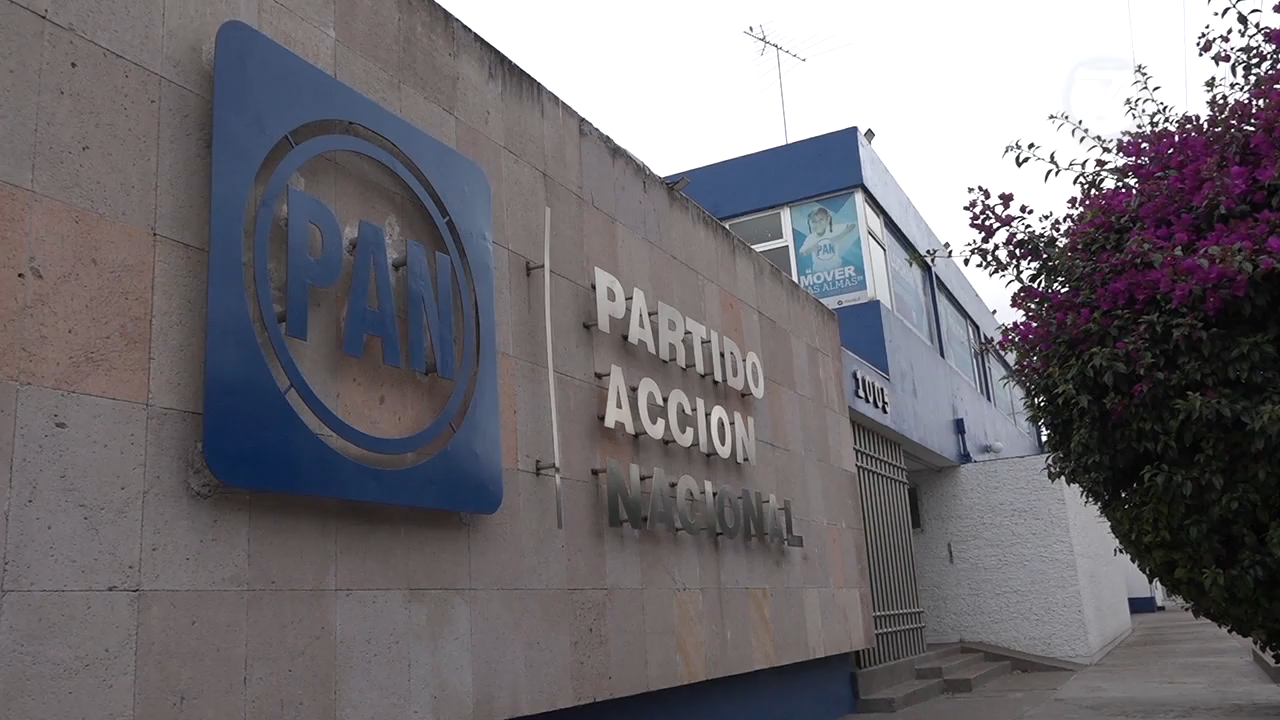 PAN
PARTIDO
ACCION
NACIONAL
PAN
"MOVER
AS ALMAS"
1005